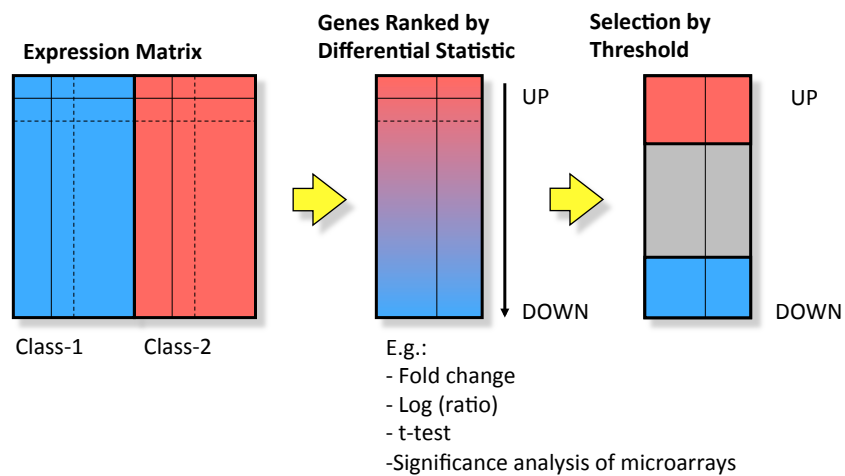 Expression Matrix
Genes Ranked by
Differential Statistic
Selection by
Threshold
UP
DOWN
UP
DOWN
Class-1
Class-2
E.g.:
- Fold change
- Log (ratio)
- t-test
-Significance analysis of microarrays